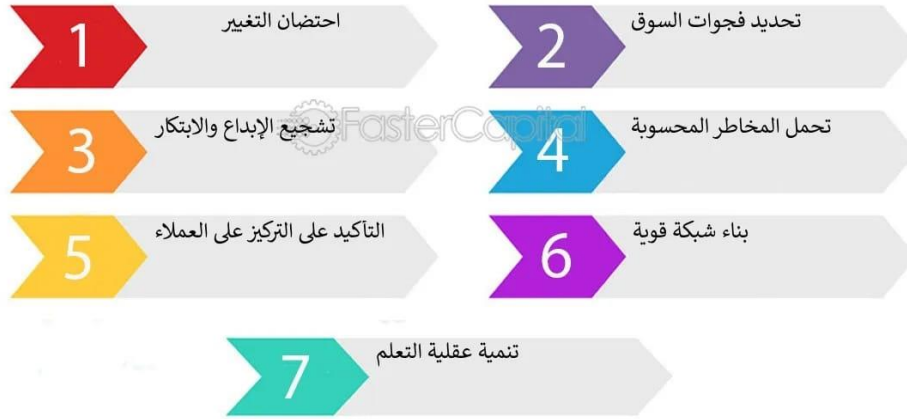 1 احتضان التغيير
2 تحديد فجوات السوق
3 تشجيع الإبداع والابتكار
FasterCapital
4 تحمل المخاطر المحسوبة
5 التأكيد على التركيز على العملاء
6 بناء شبكة قوية
7 تنمية عقلية التعلم